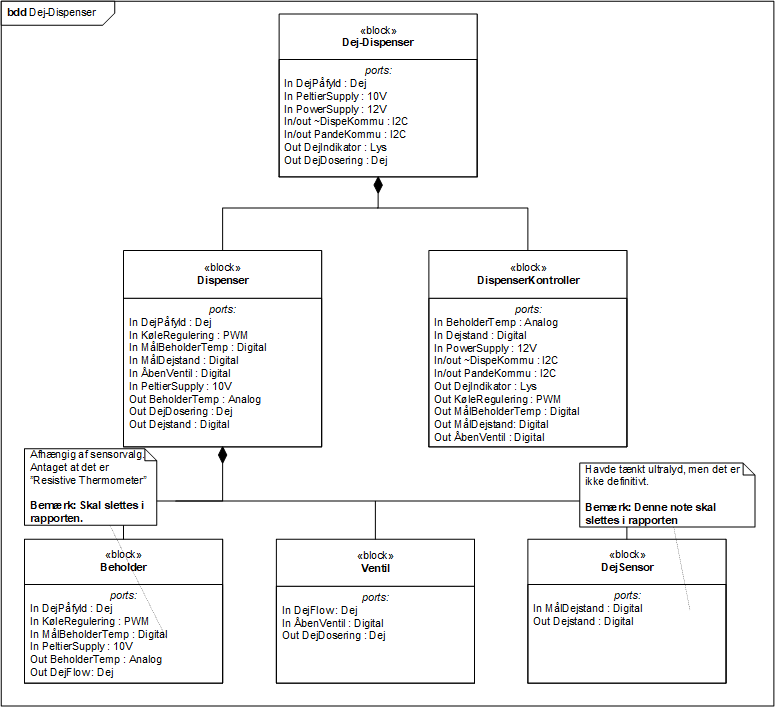 bdd Dej-Dispenser
«block»
Dej-Dispenser
ports:
In DejPåfyld : Dej
In PeltierSupply : 10V
In PowerSupply : 12V
In/out ~DispeKommu : I2C
In/out PandeKommu : I2C
Out DejIndikator : Lys
Out DejDosering : Dej
«block»
Dispenser
ports:
In DejPåfyld : Dej
In KøleRegulering : PWM
In MålBeholderTemp : Digital
In MålDejstand : Digital
In ÅbenVentil : Digital
In PeltierSupply : 10V
Out BeholderTemp : Analog
Out DejDosering : Dej
Out Dejstand : Digital
«block»
DispenserKontroller
ports:
In BeholderTemp : Analog
In Dejstand : Digital
In PowerSupply : 12V
In/out ~DispeKommu : I2C
In/out PandeKommu : I2C
Out DejIndikator : Lys
Out KøleRegulering : PWM
Out MålBeholderTemp : Digital
Out MålDejstand: Digital
Out ÅbenVentil : Digital
Afhængig af sensorvalg.
Antaget at det er
"Resistive Thermometer"
Bemærk: Skal slettes i
rapporten.
Havde tænkt ultralyd, men det er
ikke definitivt.
Bemærk: Denne note skal
slettes i rapporten
«block»
Beholder
ports:
In DejPåfyld : Dej
In KøleRegulering : PWM
In MålBeholderTemp : Digital
In PeltierSupply : 10V
Out BeholderTemp : Analog
Out DejFlow: Dej
«block»
Ventil
ports:
In DejFlow: Dej
In ÅbenVentil : Digital
Out DejDosering : Dej
«block»
DejSensor
ports:
In MålDejstand : Digital
Out Dejstand : Digital